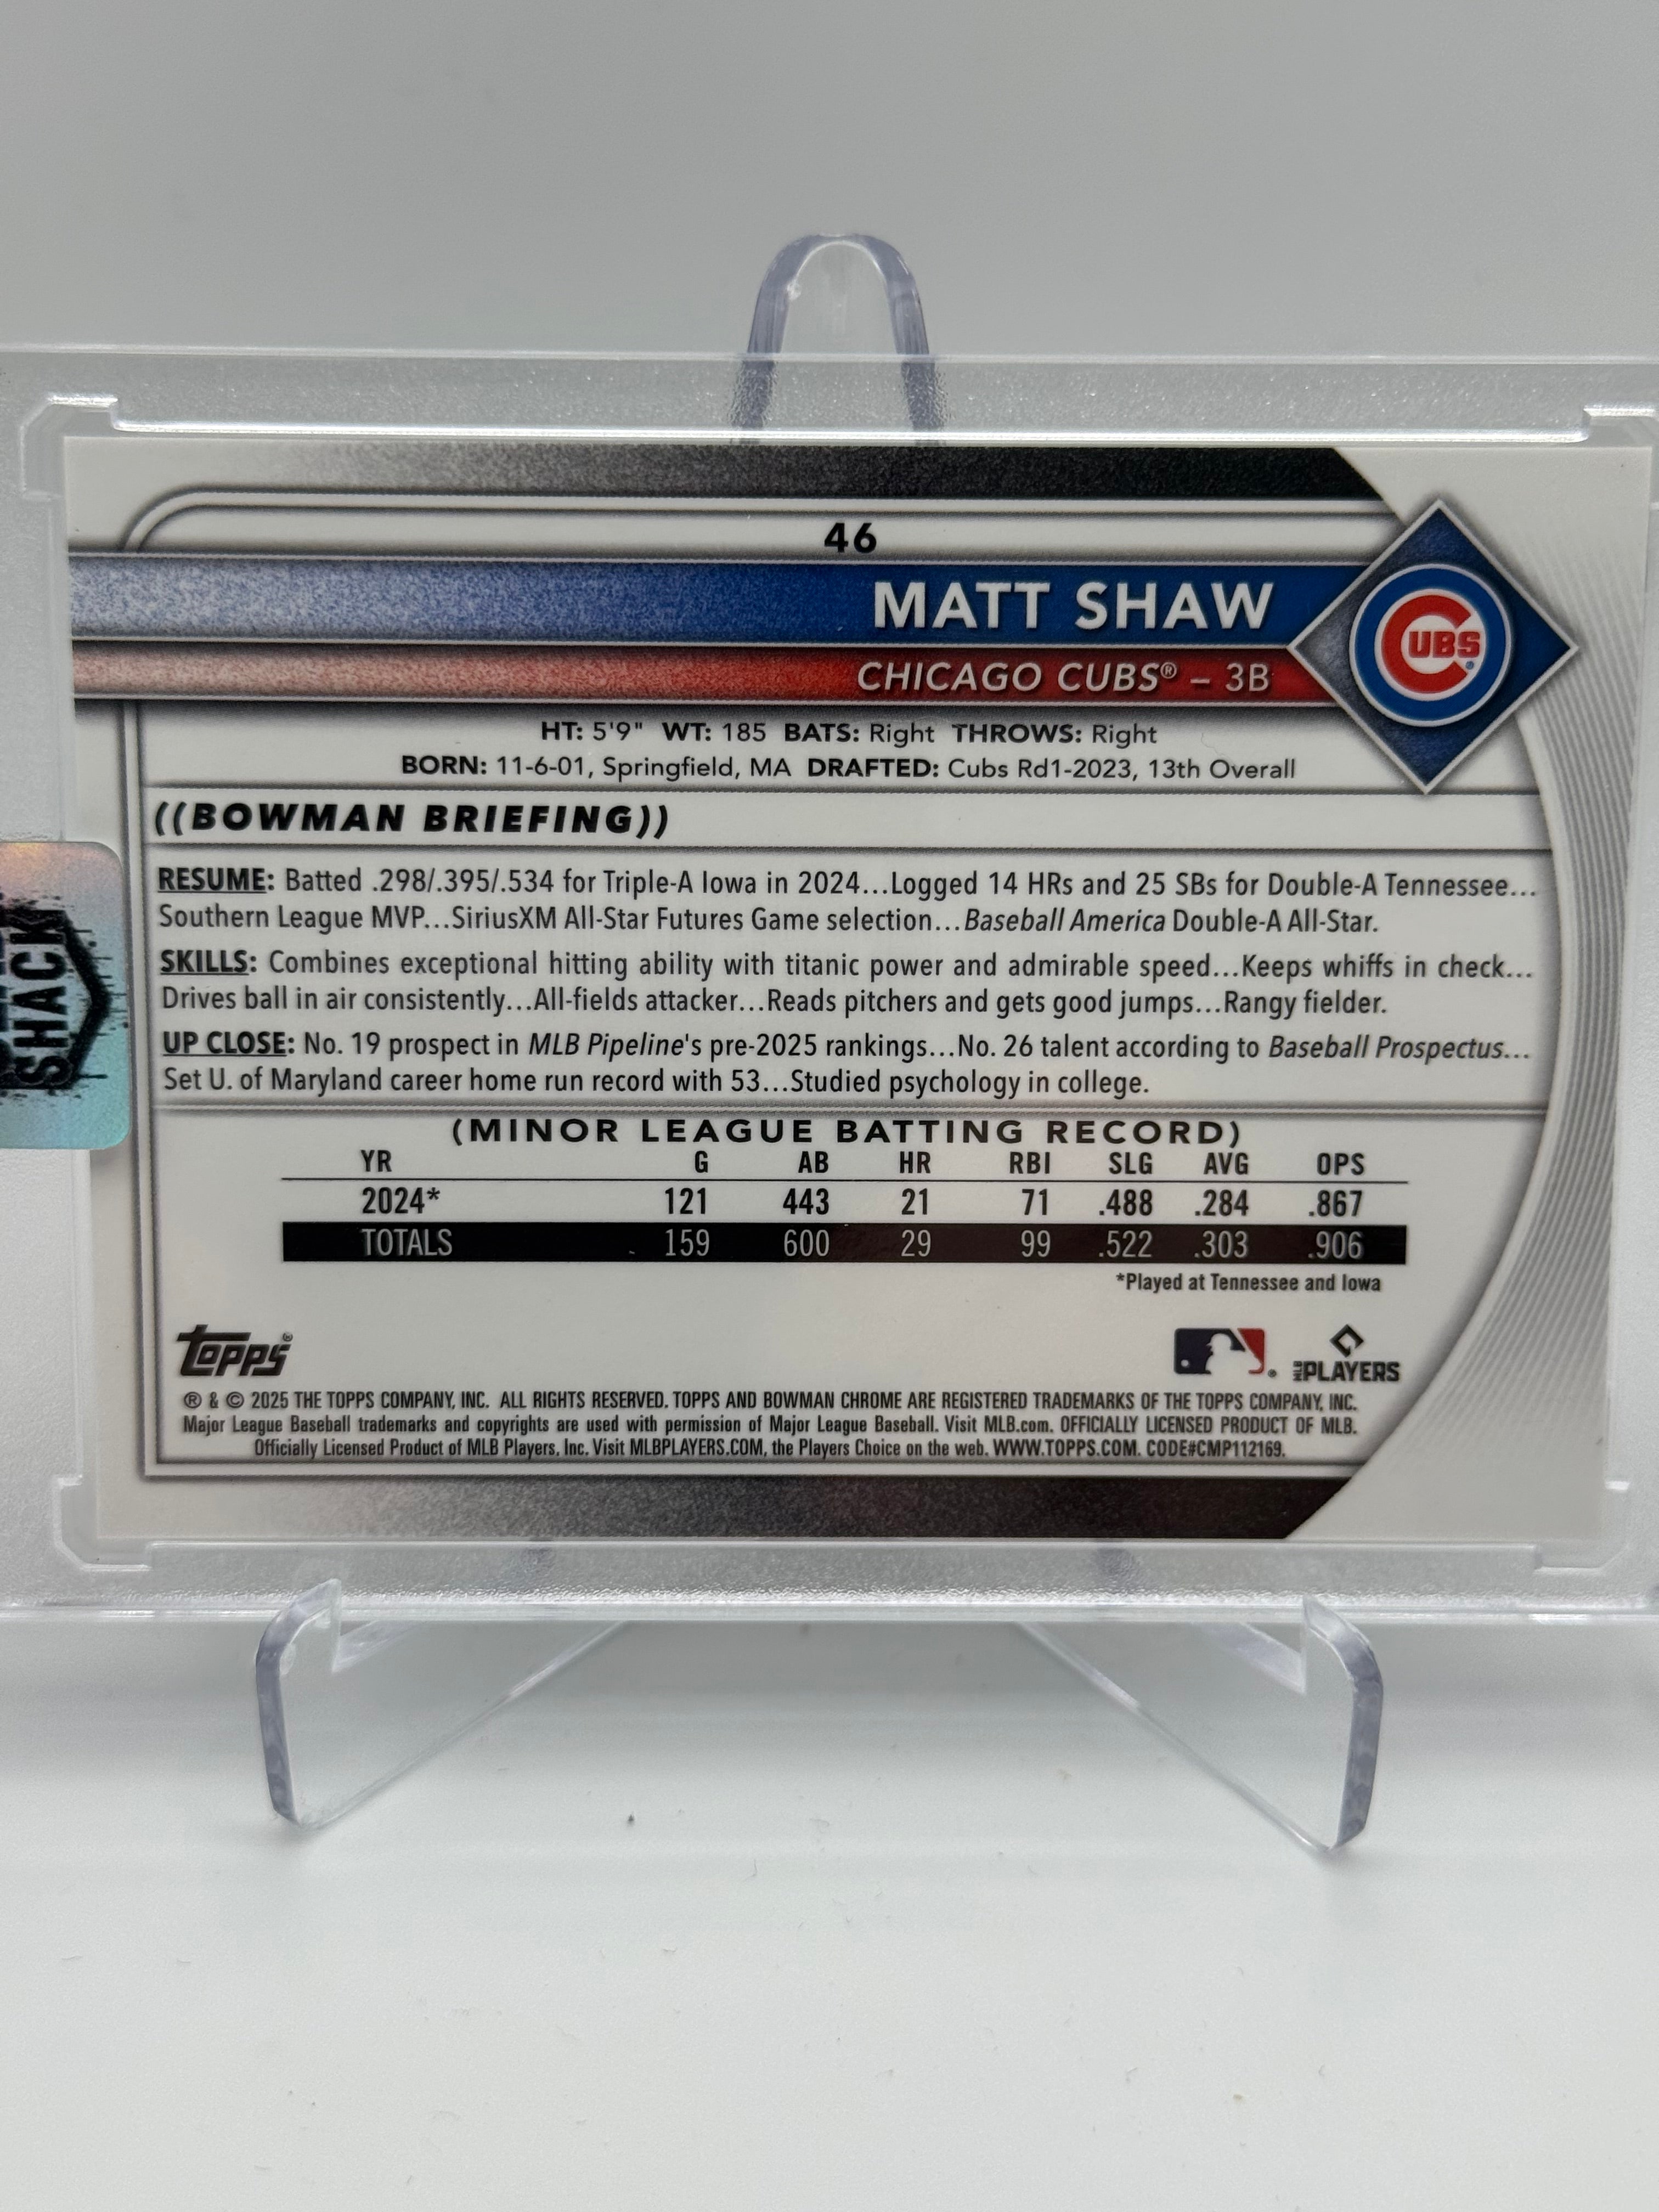 46
MATT SHAW
CHICAGO CUBS® – 3B
CUBS®
HT: 5'9" WT: 185 BATS: Right THROWS: Right
BORN: 11-6-01, Springfield, MA DRAFTED: Cubs Rd1-2023, 13th Overall
((BOWMAN BRIEFING))
RESUME: Batted .298/.395/.534 for Triple-A Iowa in 2024...Logged 14 HRs and 25 SBs for Double-A Tennessee...
Southern League MVP...SiriusXM All-Star Futures Game selection...Baseball America Double-A All-Star.
SKILLS: Combines exceptional hitting ability with titanic power and admirable speed...Keeps whiffs in check...
Drives ball in air consistently...All-fields attacker...Reads pitchers and gets good jumps...Rangy fielder.
UP CLOSE: No. 19 prospect in MLB Pipeline's pre-2025 rankings...No. 26 talent according to Baseball Prospectus...
Set U. of Maryland career home run record with 53...Studied psychology in college.
SHACK
(MINOR LEAGUE BATTING RECORD)
YR G AB HR RBI SLG AVG OPS
2024* 121 443 21 71 .488 .284 .867
TOTALS 159 600 29 99 .522 .303 .906
*Played at Tennessee and Iowa
Topps®
MLB PLAYERS
® & © 2025 THE TOPPS COMPANY, INC. ALL RIGHTS RESERVED. TOPPS AND BOWMAN CHROME ARE REGISTERED TRADEMARKS OF THE TOPPS COMPANY, INC.
Major League Baseball trademarks and copyrights are used with permission of Major League Baseball. Visit MLB.com. OFFICIALLY LICENSED PRODUCT OF MLB.
Officially Licensed Product of MLB Players, Inc. Visit MLBPLAYERS.COM, the Players Choice on the web. WWW.TOPPS.COM. CODE#CMP112169.